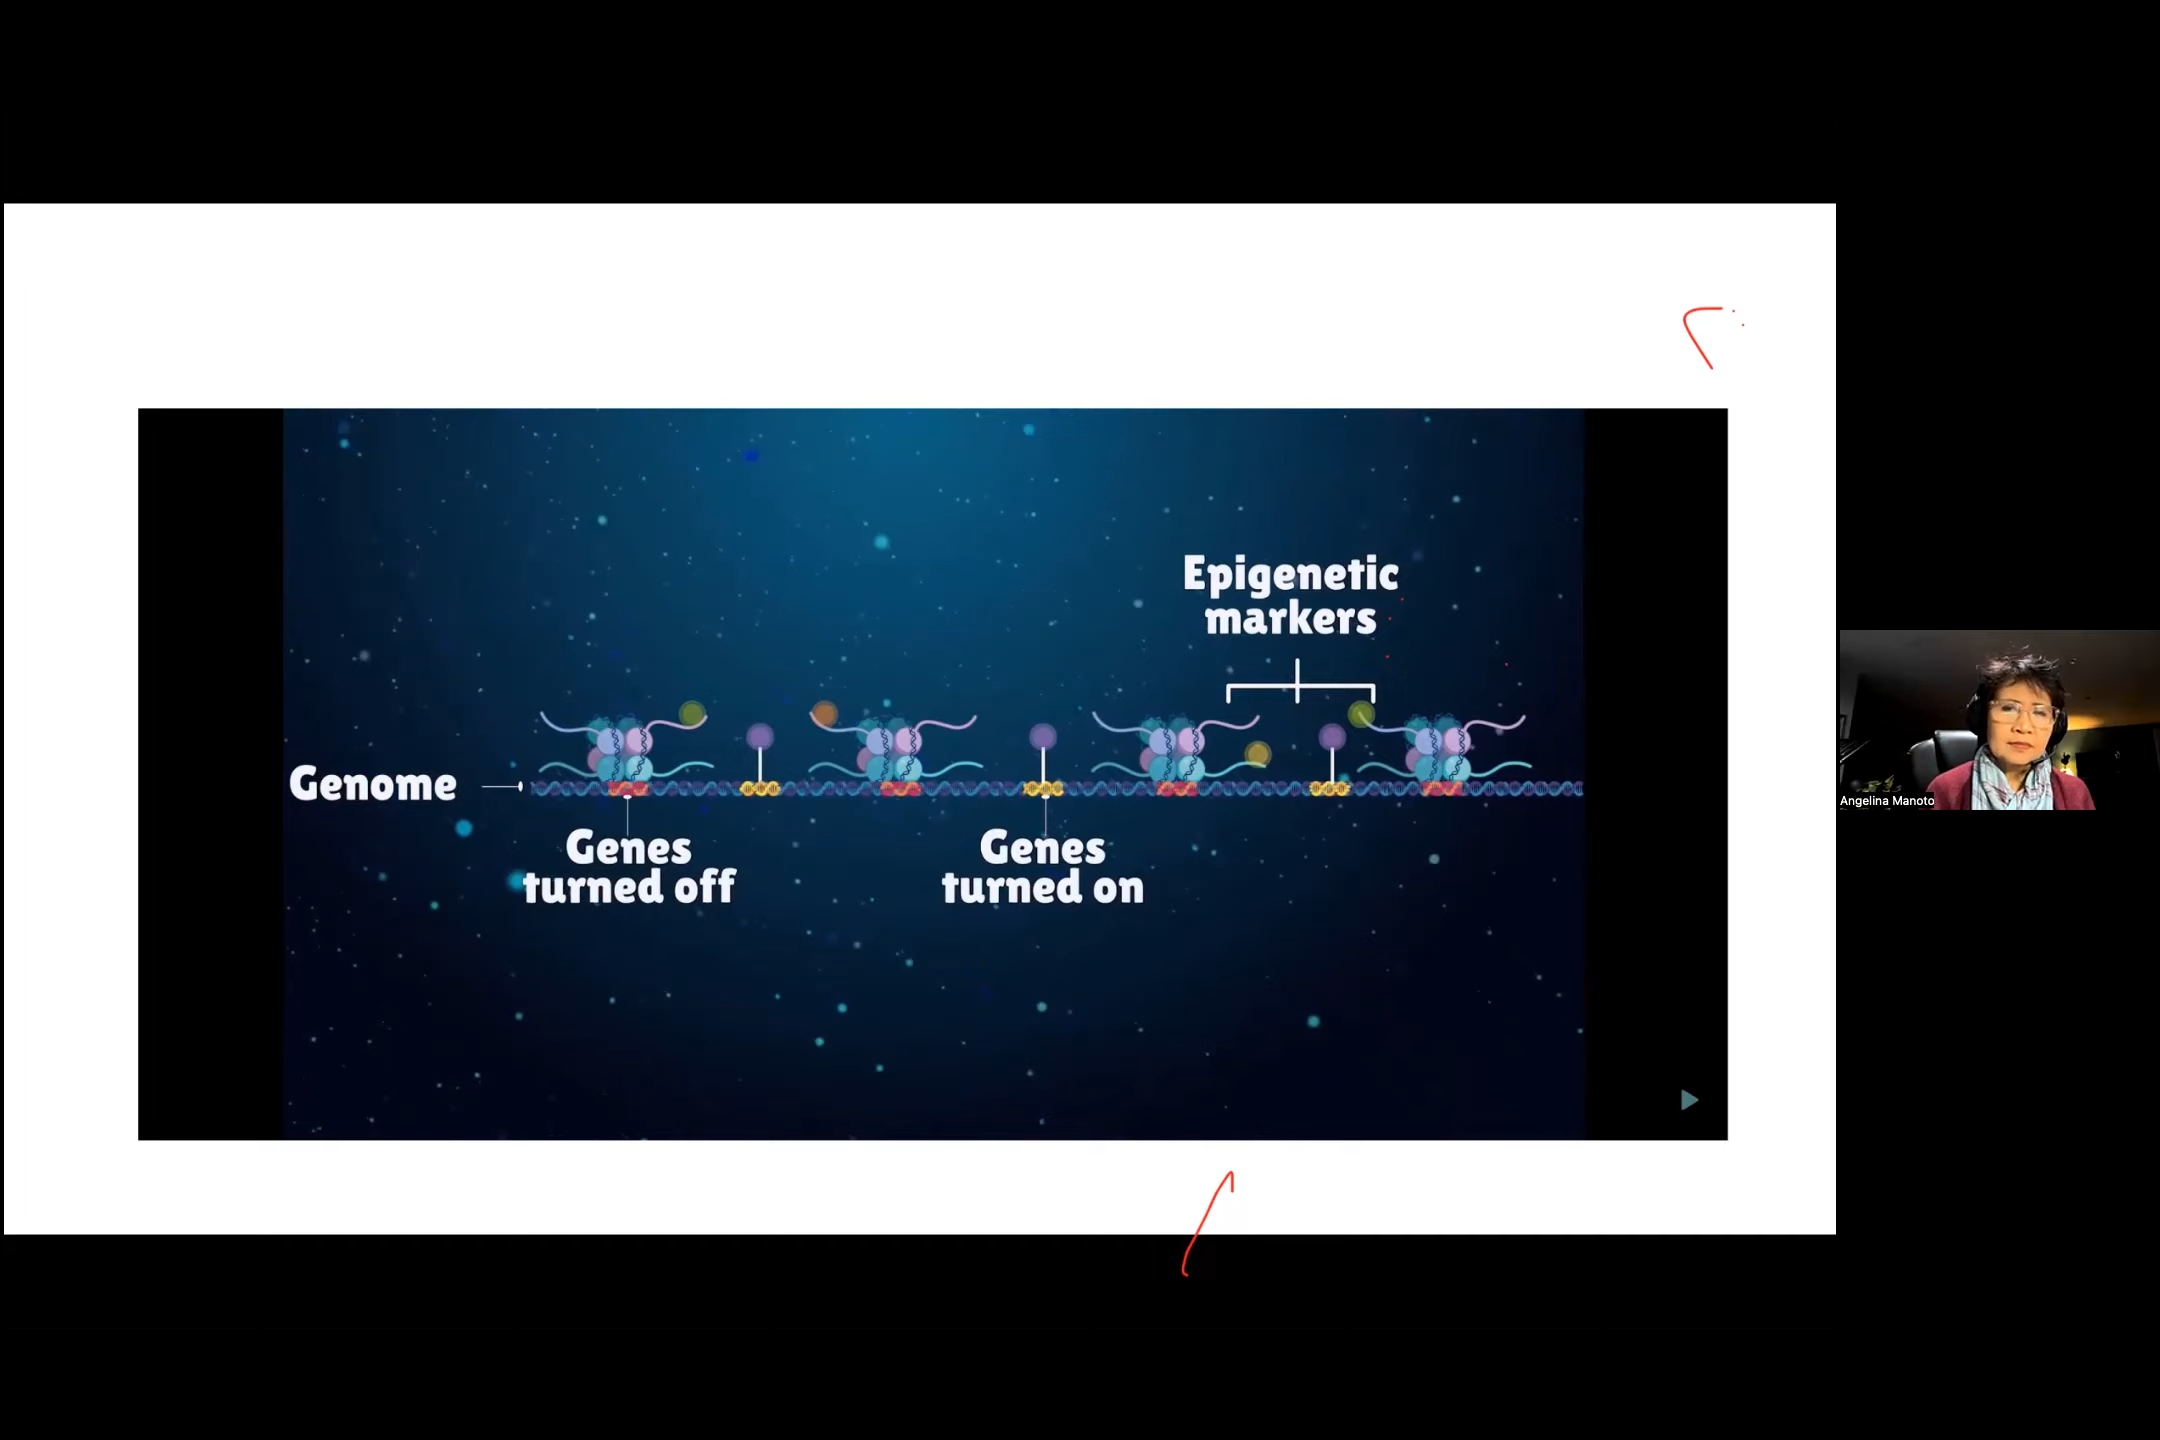 Epigenetic
markers
Genome
Genes
turned off
Genes
turned on
Angelina Manoto